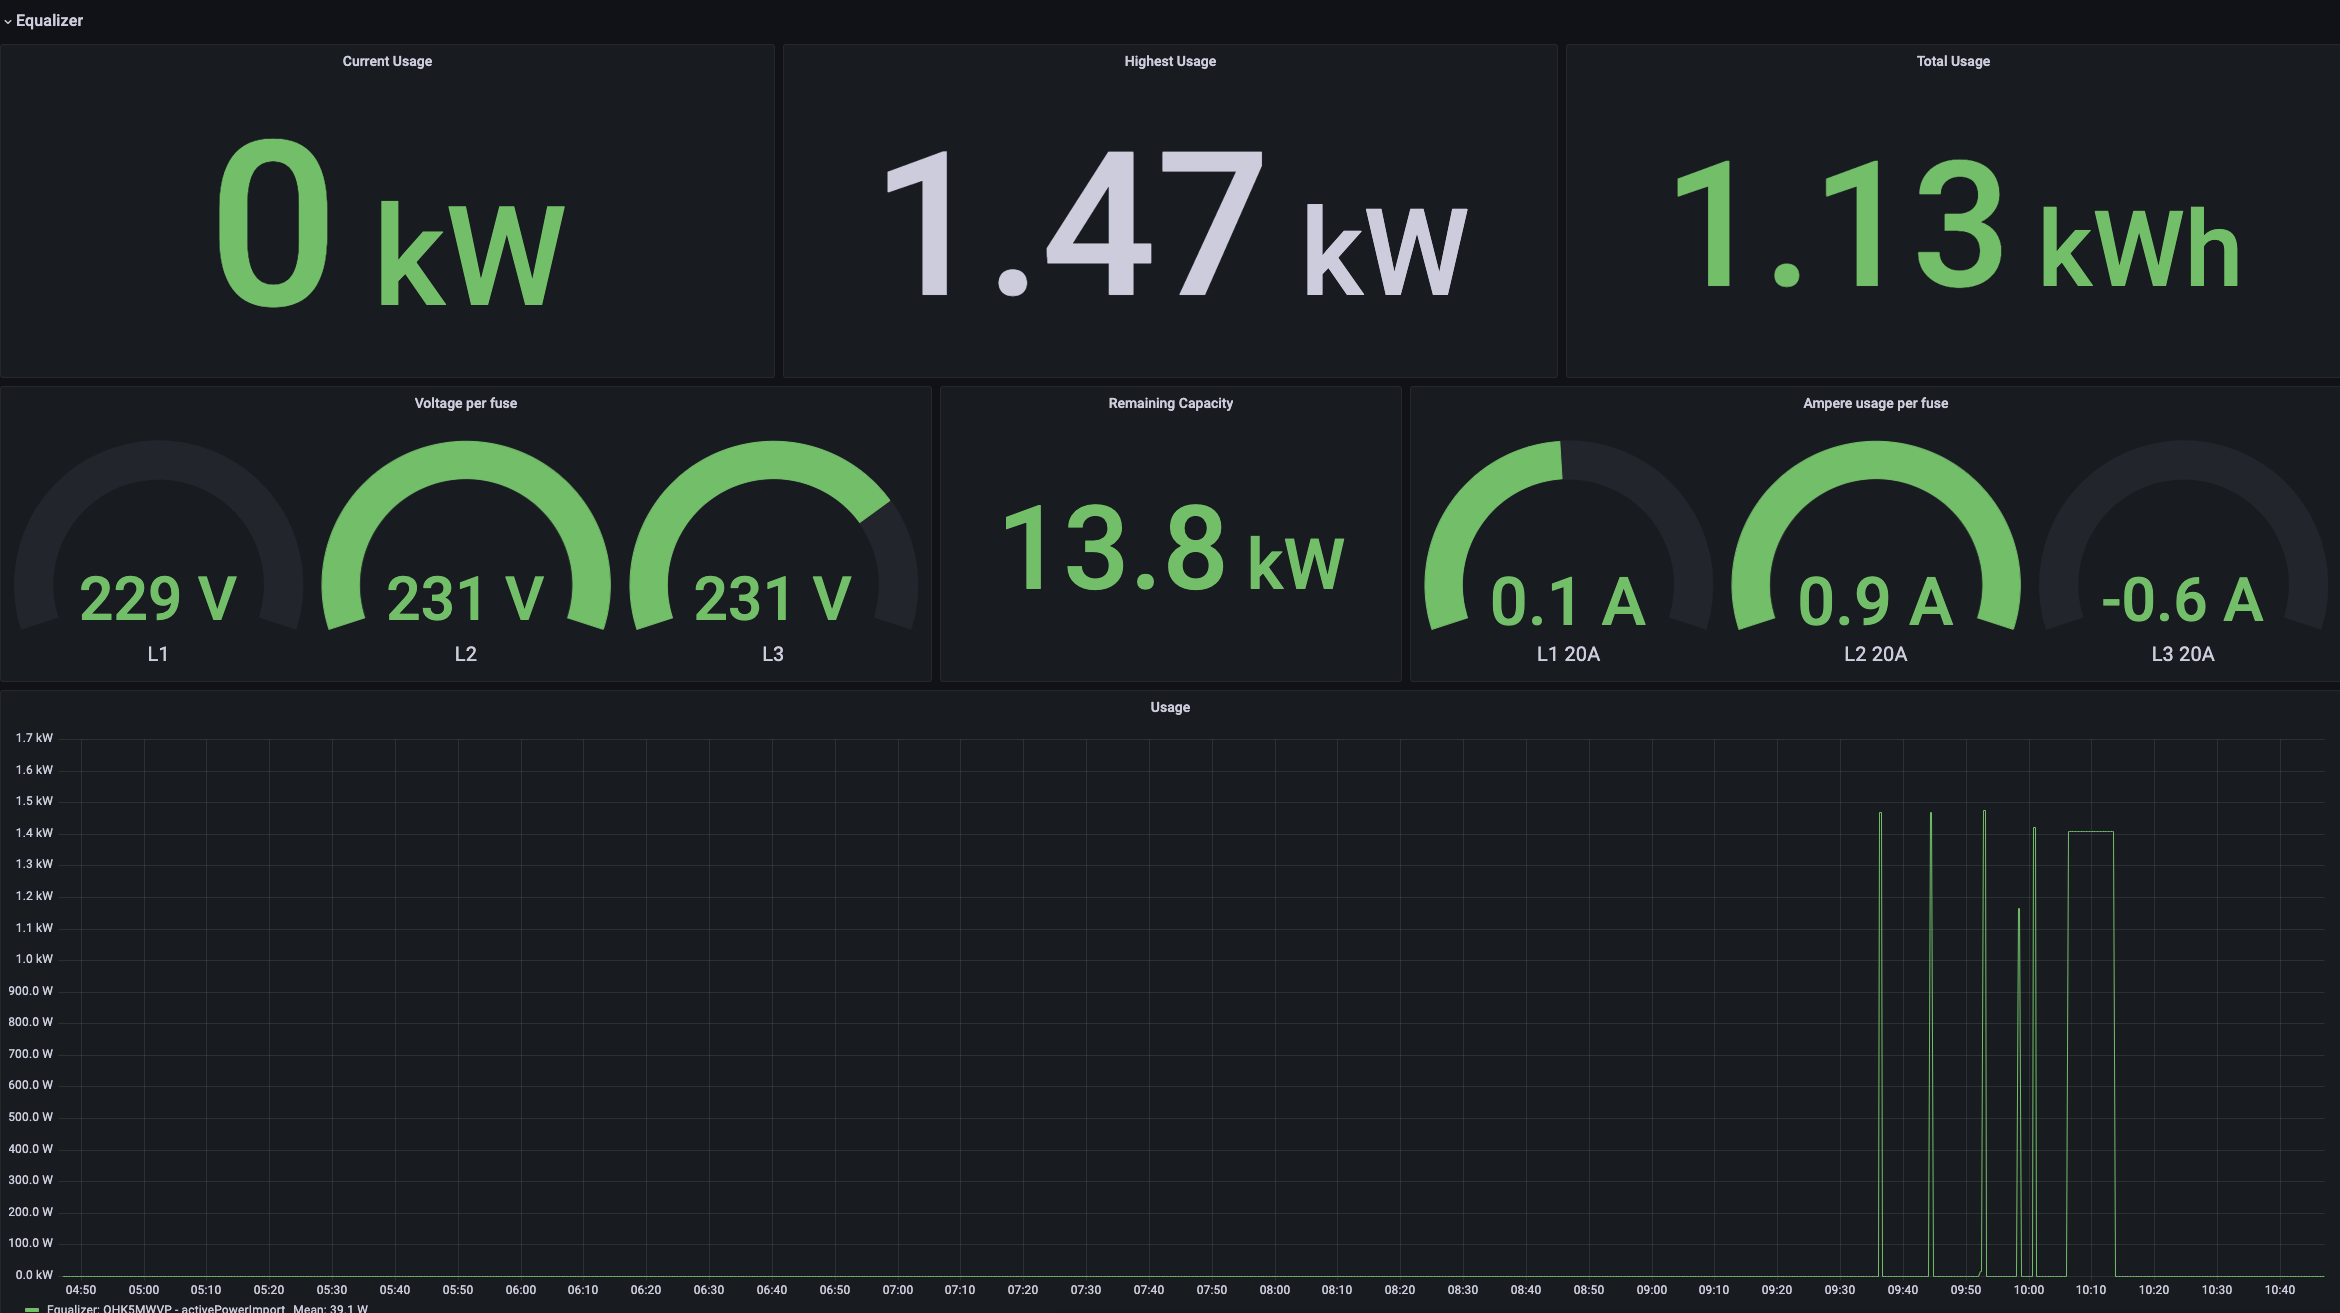 Equalizer
Current Usage
Highest Usage
Total Usage
0 kW
1.47 kW
1.13 kWh
Voltage per fuse
Remaining Capacity
Ampere usage per fuse
229 V
231 V
231 V
13.8 kW
0.1 A
0.9 A
-0.6 A
L1
L2
L3
L1 20A
L2 20A
L3 20A
Usage
1.7 kW
1.6 kW
1.5 kW
1.4 kW
1.3 kW
1.2 kW
1.1 kW
1.0 kW
900.0 W
800.0 W
700.0 W
600.0 W
500.0 W
400.0 W
300.0 W
200.0 W
100.0 W
0.0 kW
04:50 05:00 05:10 05:20 05:30 05:40 05:50 06:00 06:10 06:20 06:30 06:40 06:50 07:00 07:10 07:20 07:30 07:40 07:50 08:00 08:10 08:20 08:30 08:40 08:50 09:00 09:10 09:20 09:30 09:40 09:50 10:00 10:10 10:20 10:30 10:40
Equalizer: QHK5MWVP - activePowerImport Mean: 39.1 W